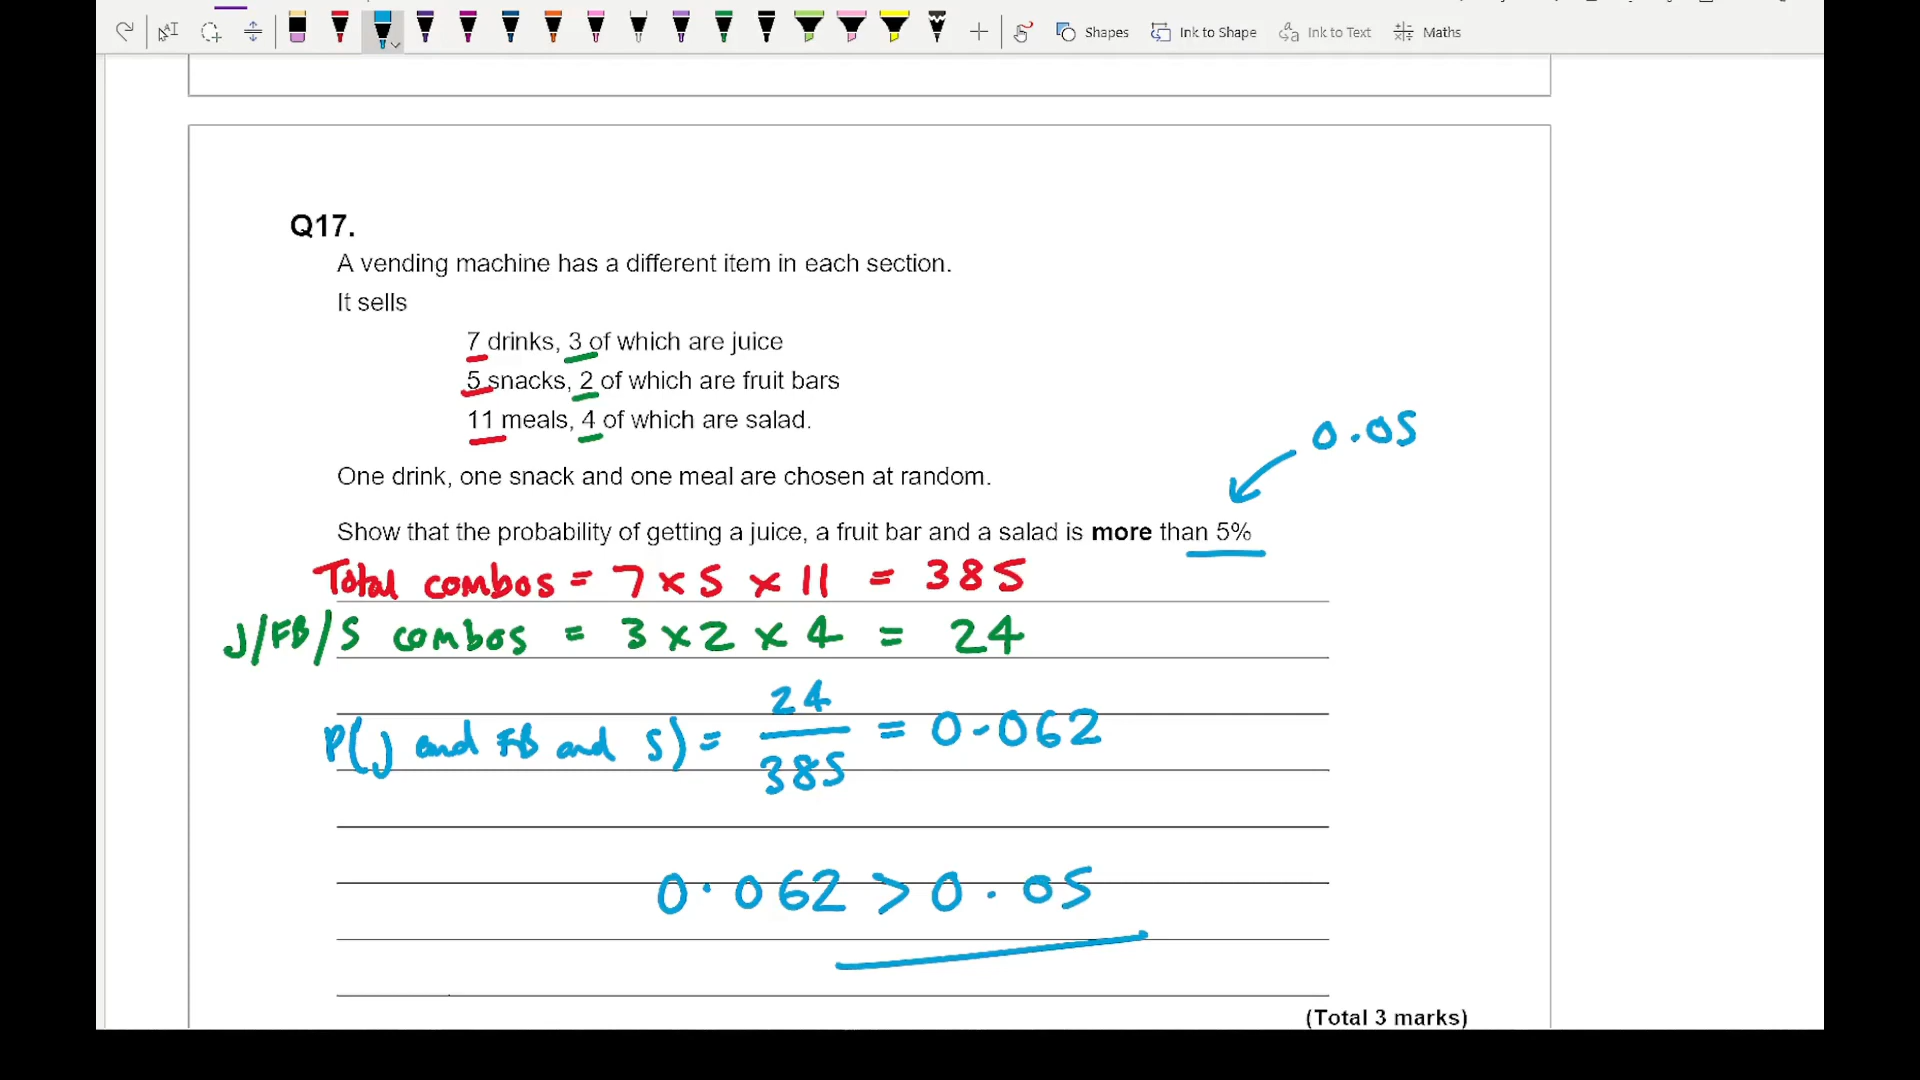 Shapes Ink to Shape Ink to Text Maths
Q17.
A vending machine has a different item in each section.
It sells
7 drinks, 3 of which are juice
5 snacks, 2 of which are fruit bars
11 meals, 4 of which are salad.
0.05
One drink, one snack and one meal are chosen at random.
Show that the probability of getting a juice, a fruit bar and a salad is more than 5%
Total combos = 7 x 5 x 11 = 385
J/FB/S combos = 3 x 2 x 4 = 24
P(J and FB and S) = 24/385 = 0.062
0.062 > 0.05
(Total 3 marks)